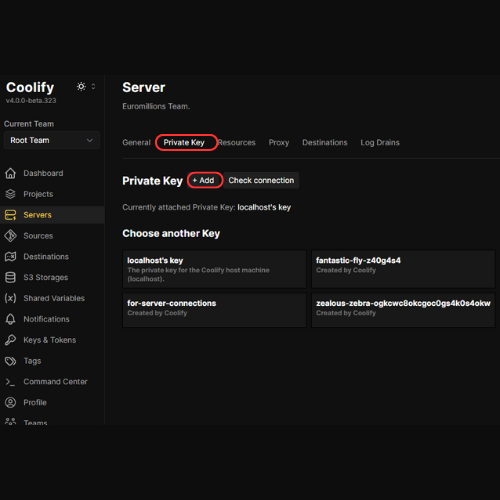 Coolify
v4.0.0-beta.323
Current Team
Root Team
Dashboard
Projects
Servers
Sources
Destinations
S3 Storages
Shared Variables
Notifications
Keys & Tokens
Tags
Command Center
Profile
Teams
Server
Euromillions Team.
General Private Key Resources Proxy Destinations Log Drains
Private Key + Add Check connection
Currently attached Private Key: localhost's key
Choose another Key
localhost's key
The private key for the Coolify host machine
(localhost).
fantastic-fly-z40g4s4
Created by Coolify
for-server-connections
Created by Coolify
zealous-zebra-ogkcwc8okcgoc0gs4k0s4okw
Created by Coolify